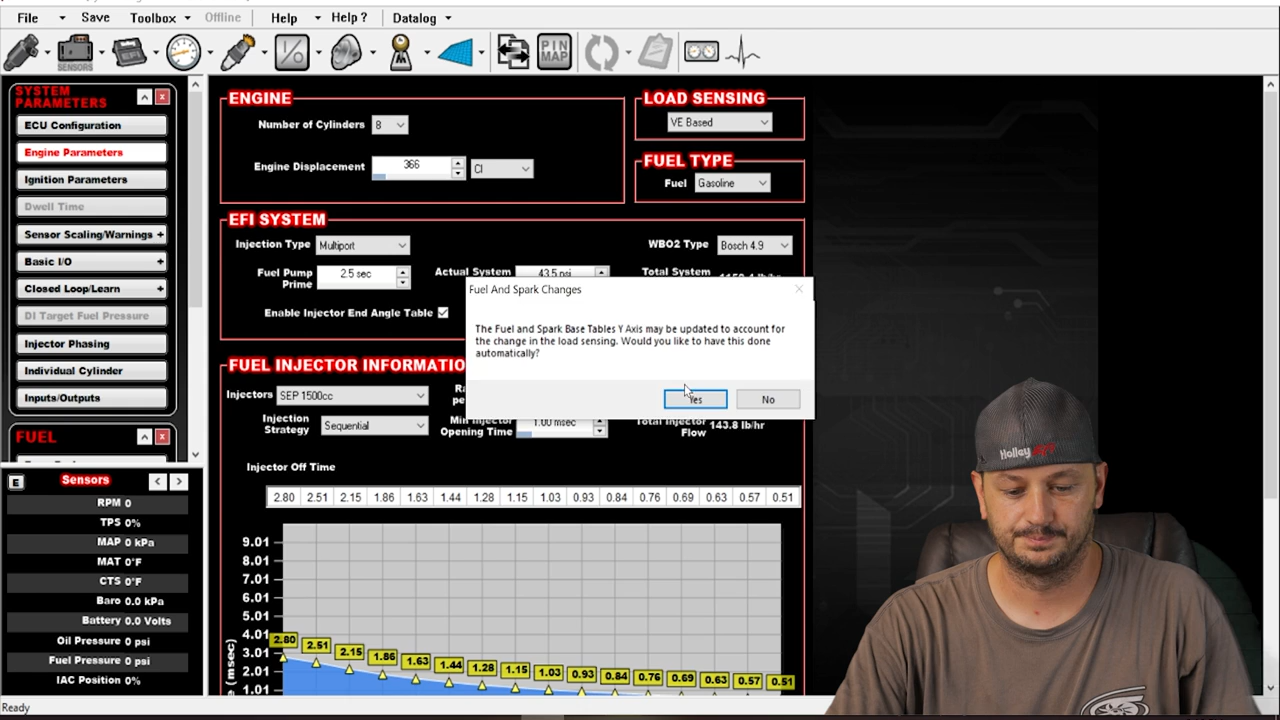 File Save Toolbox Offline Help Help ? Datalog
SENSORS
I/O
PIN
MAP
SYSTEM
PARAMETERS
ECU Configuration
Engine Parameters
Ignition Parameters
Dwell Time
Sensor Scaling/Warnings +
Basic I/O +
Closed Loop/Learn +
DI Target Fuel Pressure
Injector Phasing
Individual Cylinder
Inputs/Outputs
FUEL
E Sensors < >
RPM 0
TPS 0%
MAP 0 kPa
MAT 0°F
CTS 0°F
Baro 0.0 kPa
Battery 0.0 Volts
Oil Pressure 0 psi
Fuel Pressure 0 psi
IAC Position 0%
Ready
ENGINE
Number of Cylinders 8
Engine Displacement 366 CI
LOAD SENSING
VE Based
FUEL TYPE
Fuel Gasoline
EFI SYSTEM
Injection Type Multiport
WBO2 Type Bosch 4.9
Fuel Pump
Prime
2.5 sec
Actual System
43.5 psi
Total System
Enable Injector End Angle Table
Fuel And Spark Changes
The Fuel and Spark Base Tables Y Axis may be updated to account for
the change in the load sensing. Would you like to have this done
automatically?
Yes No
FUEL INJECTOR INFORMATIO
Injectors SEP 1500cc
Injection
Strategy
Sequential
Min Injector
Opening Time
1.00 msec
Total Injector
Flow
143.8 lb/hr
Injector Off Time
2.80 2.51 2.15 1.86 1.63 1.44 1.28 1.15 1.03 0.93 0.84 0.76 0.69 0.63 0.57 0.51
9.01
8.01
7.01
6.01
5.01
4.01
3.01
2.01
1.01
(msec)
2.80 2.51 2.15 1.86 1.63 1.44 1.28 1.15 1.03 0.93 0.84 0.76 0.69 0.63 0.57 0.51
Holley EFI